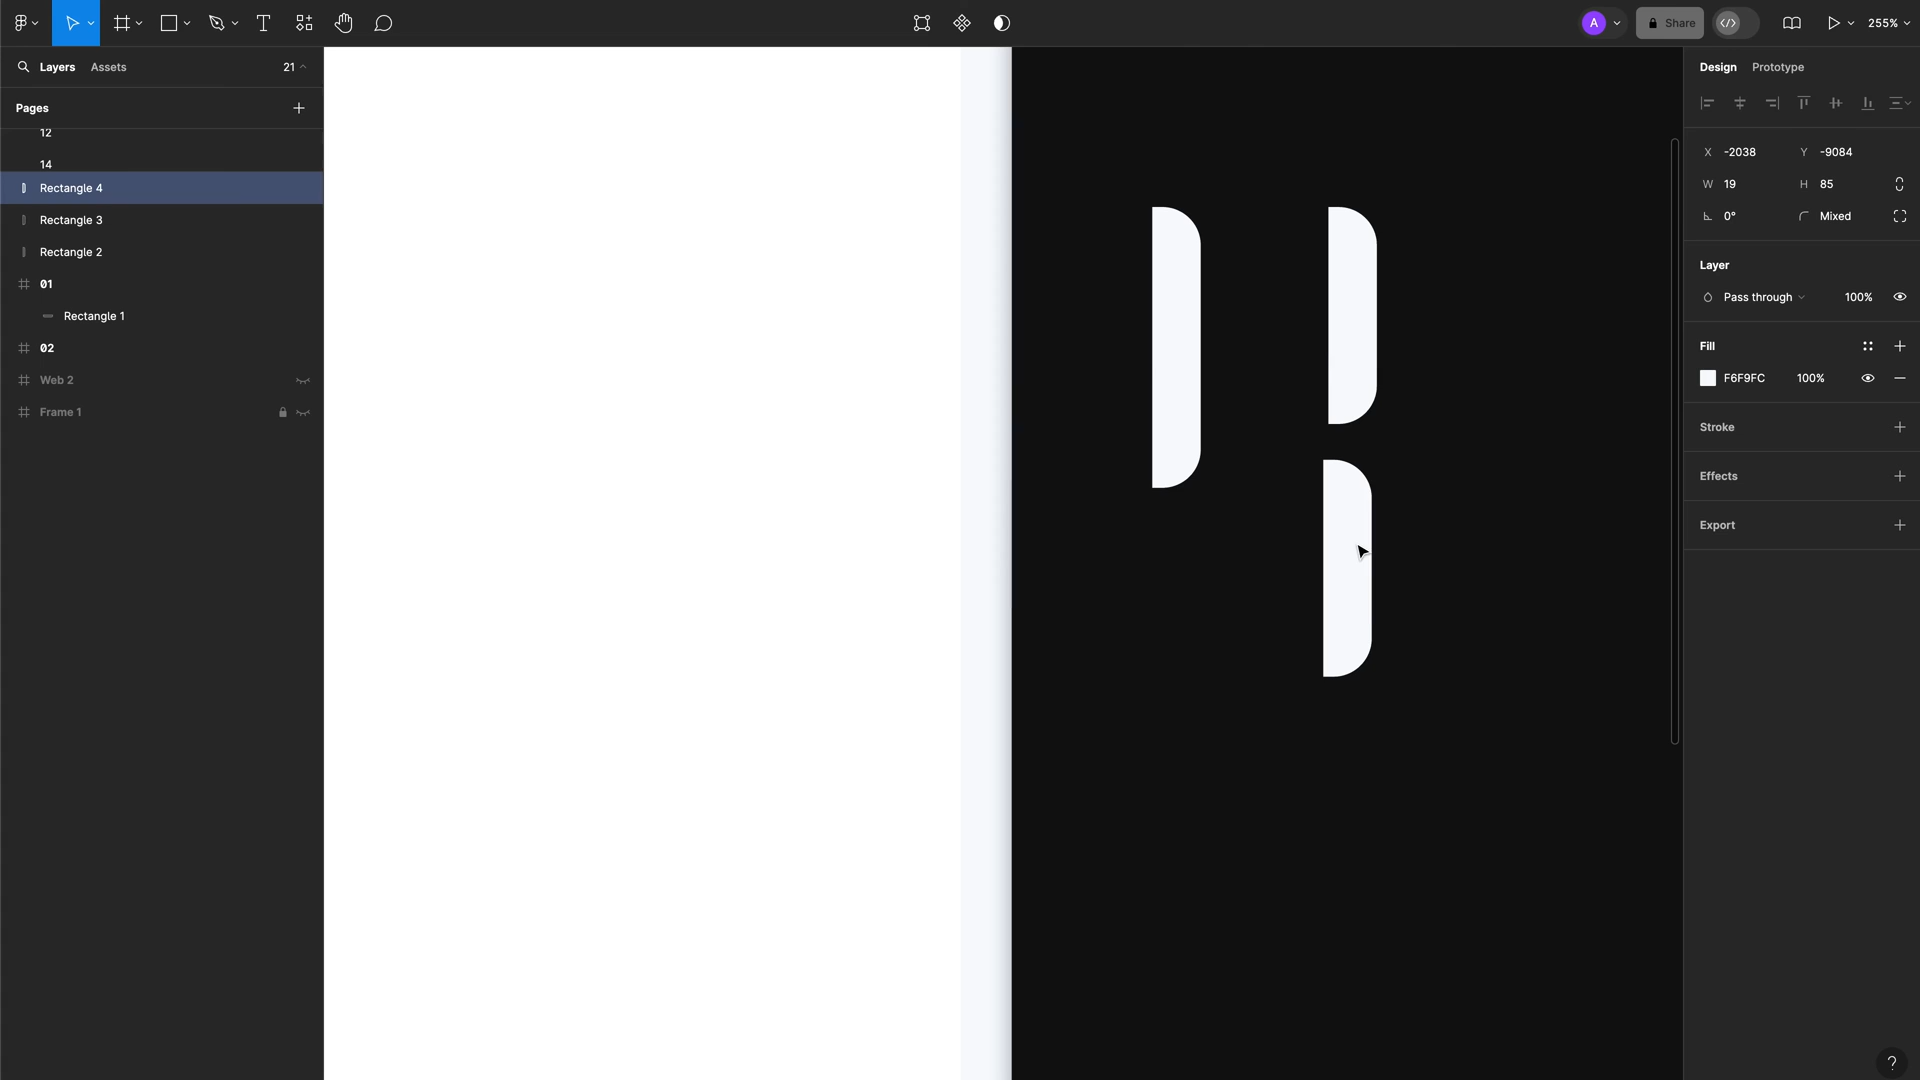 A
Share
255%
Layers
Assets
21
Pages
12
14
Rectangle 4
Rectangle 3
Rectangle 2
01
Rectangle 1
02
Web 2
Frame 1
Design
Prototype
X -2038 Y -9084
W 19 H 85
0° Mixed
Layer
Pass through 100%
Fill
F6F9FC 100%
Stroke
Effects
Export
?